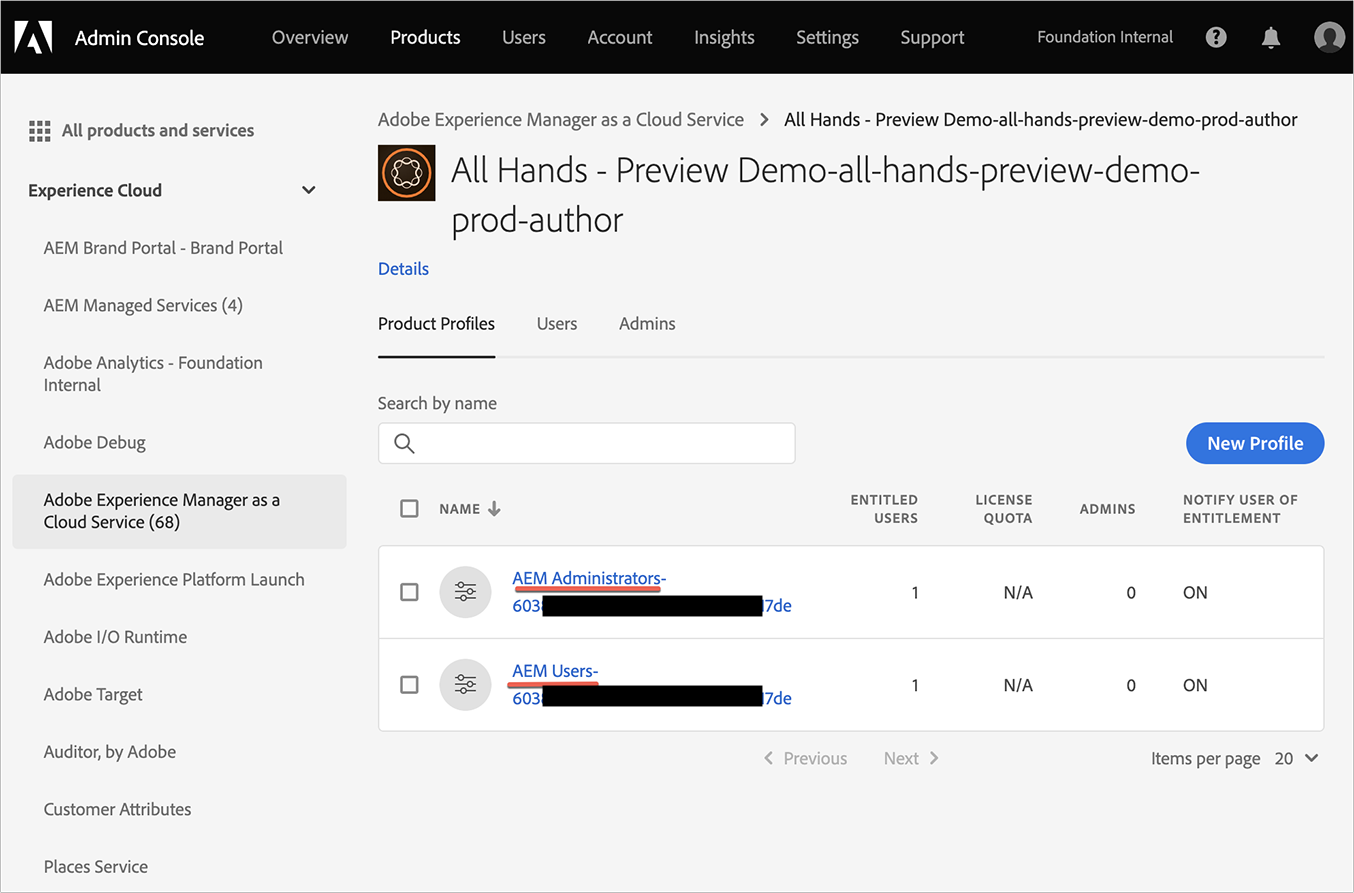 Admin Console
Overview
Products
Users
Account
Insights
Settings
Support
Foundation Internal
All products and services
Experience Cloud
AEM Brand Portal - Brand Portal
AEM Managed Services (4)
Adobe Analytics - Foundation
Internal
Adobe Debug
Adobe Experience Manager as a
Cloud Service (68)
Adobe Experience Platform Launch
Adobe I/O Runtime
Adobe Target
Auditor, by Adobe
Customer Attributes
Places Service
Adobe Experience Manager as a Cloud Service
All Hands - Preview Demo-all-hands-preview-demo-prod-author
All Hands - Preview Demo-all-hands-preview-demo-
prod-author
Details
Product Profiles
Users
Admins
Search by name
New Profile
NAME
ENTITLED
USERS
LICENSE
QUOTA
ADMINS
NOTIFY USER OF
ENTITLEMENT
AEM Administrators-
603 7de
1
N/A
0
ON
AEM Users-
603 7de
1
N/A
0
ON
Previous
Next
Items per page 20